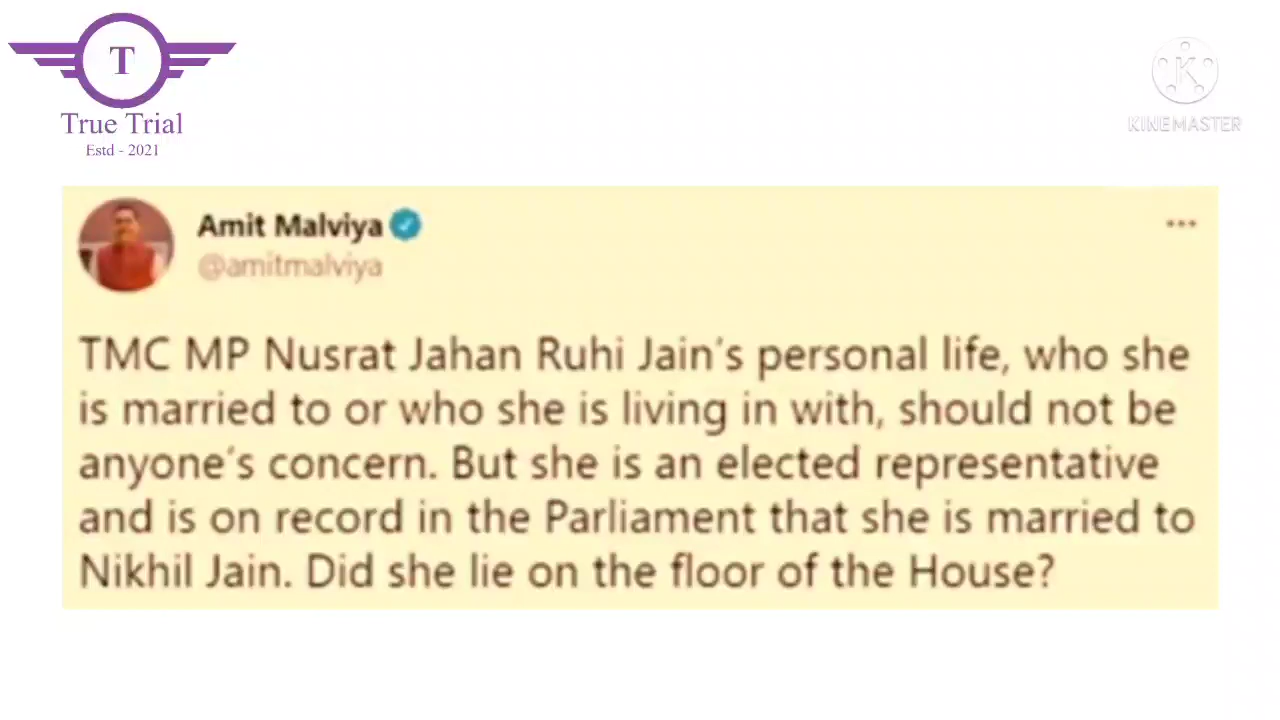 T
True Trial
Estd - 2021
K
KINEMASTER
Amit Malviya
@amitmalviya
TMC MP Nusrat Jahan Ruhi Jain's personal life, who she
is married to or who she is living in with, should not be
anyone's concern. But she is an elected representative
and is on record in the Parliament that she is married to
Nikhil Jain. Did she lie on the floor of the House?